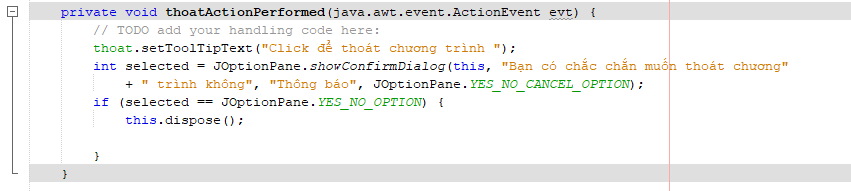 private void thoatActionPerformed(java.awt.event.ActionEvent evt) {
// TODO add your handling code here:
thoat.setToolTipText("Click để thoát chương trình ");
int selected = JOptionPane.showConfirmDialog(this, "Bạn có chắc chắn muốn thoát chương"
+ " trình không", "Thông báo", JOptionPane.YES_NO_CANCEL_OPTION);
if (selected == JOptionPane.YES_NO_OPTION) {
this.dispose();
}
}